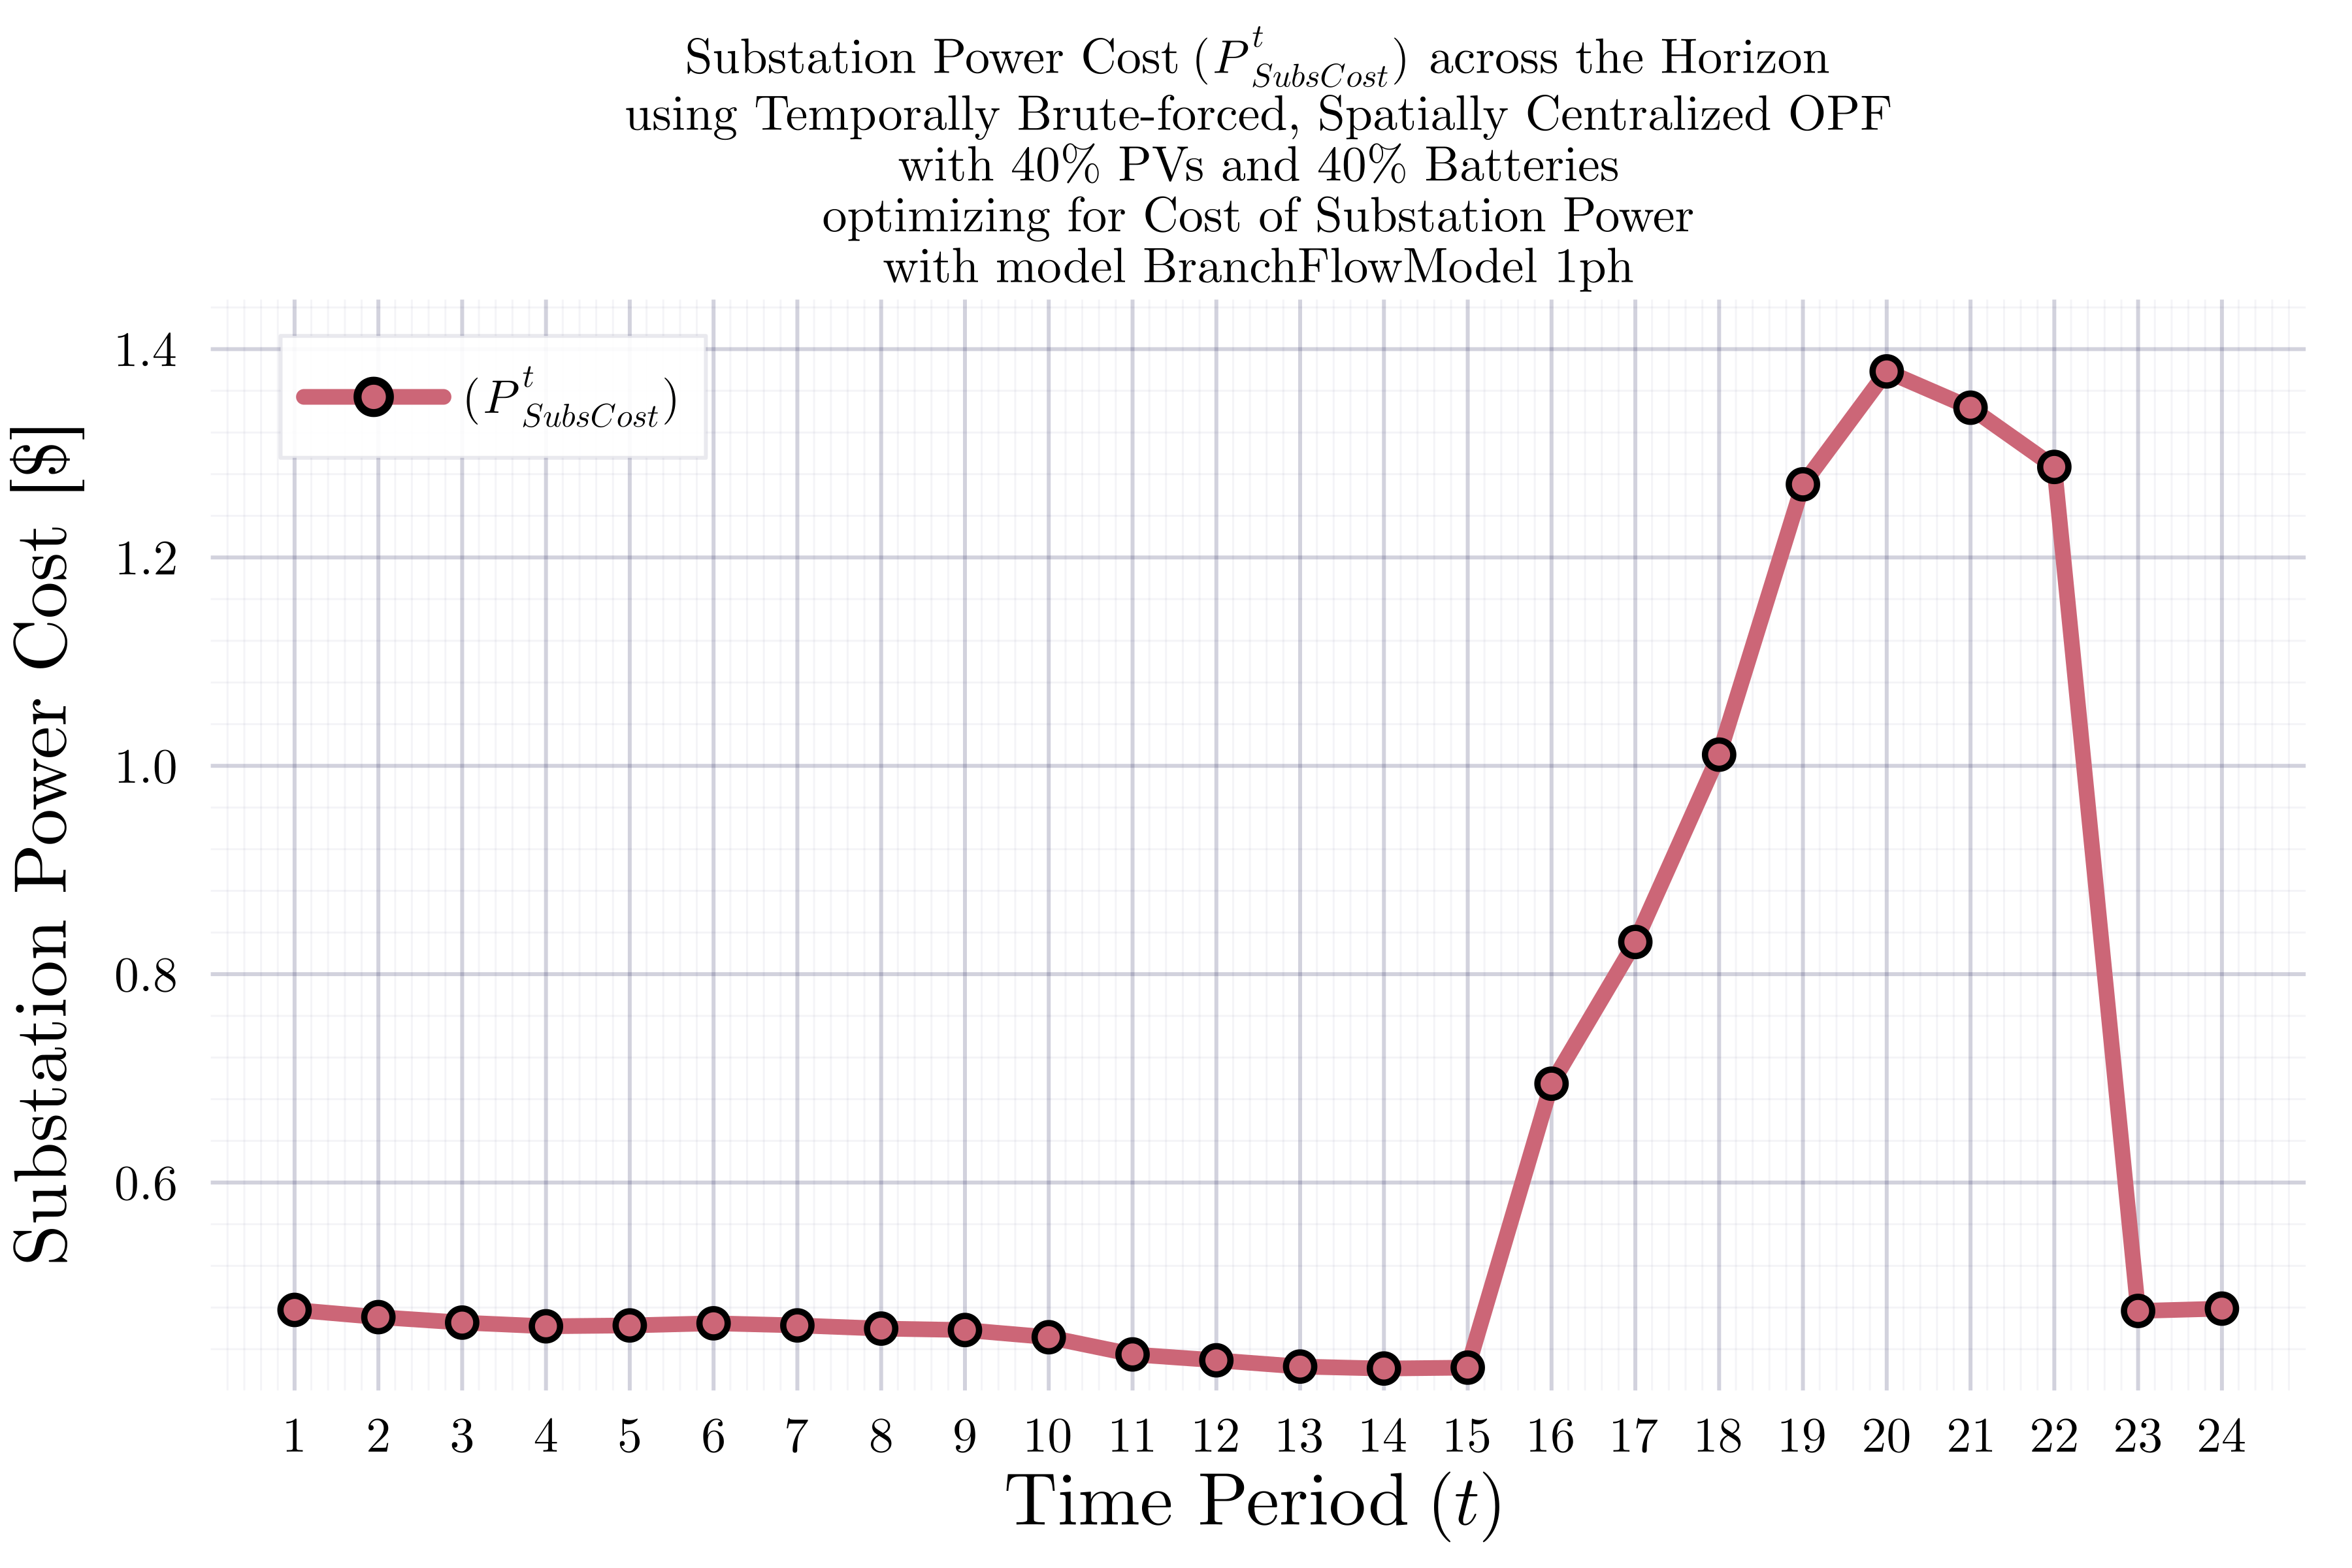 Substation Power Cost (P^t_SubsCost) across the Horizon
using Temporally Brute-forced, Spatially Centralized OPF
with 40% PVs and 40% Batteries
optimizing for Cost of Substation Power
with model BranchFlowModel 1ph
(P^t_SubsCost)
Substation Power Cost [$]
1.4
1.2
1.0
0.8
0.6
1 2 3 4 5 6 7 8 9 10 11 12 13 14 15 16 17 18 19 20 21 22 23 24
Time Period (t)